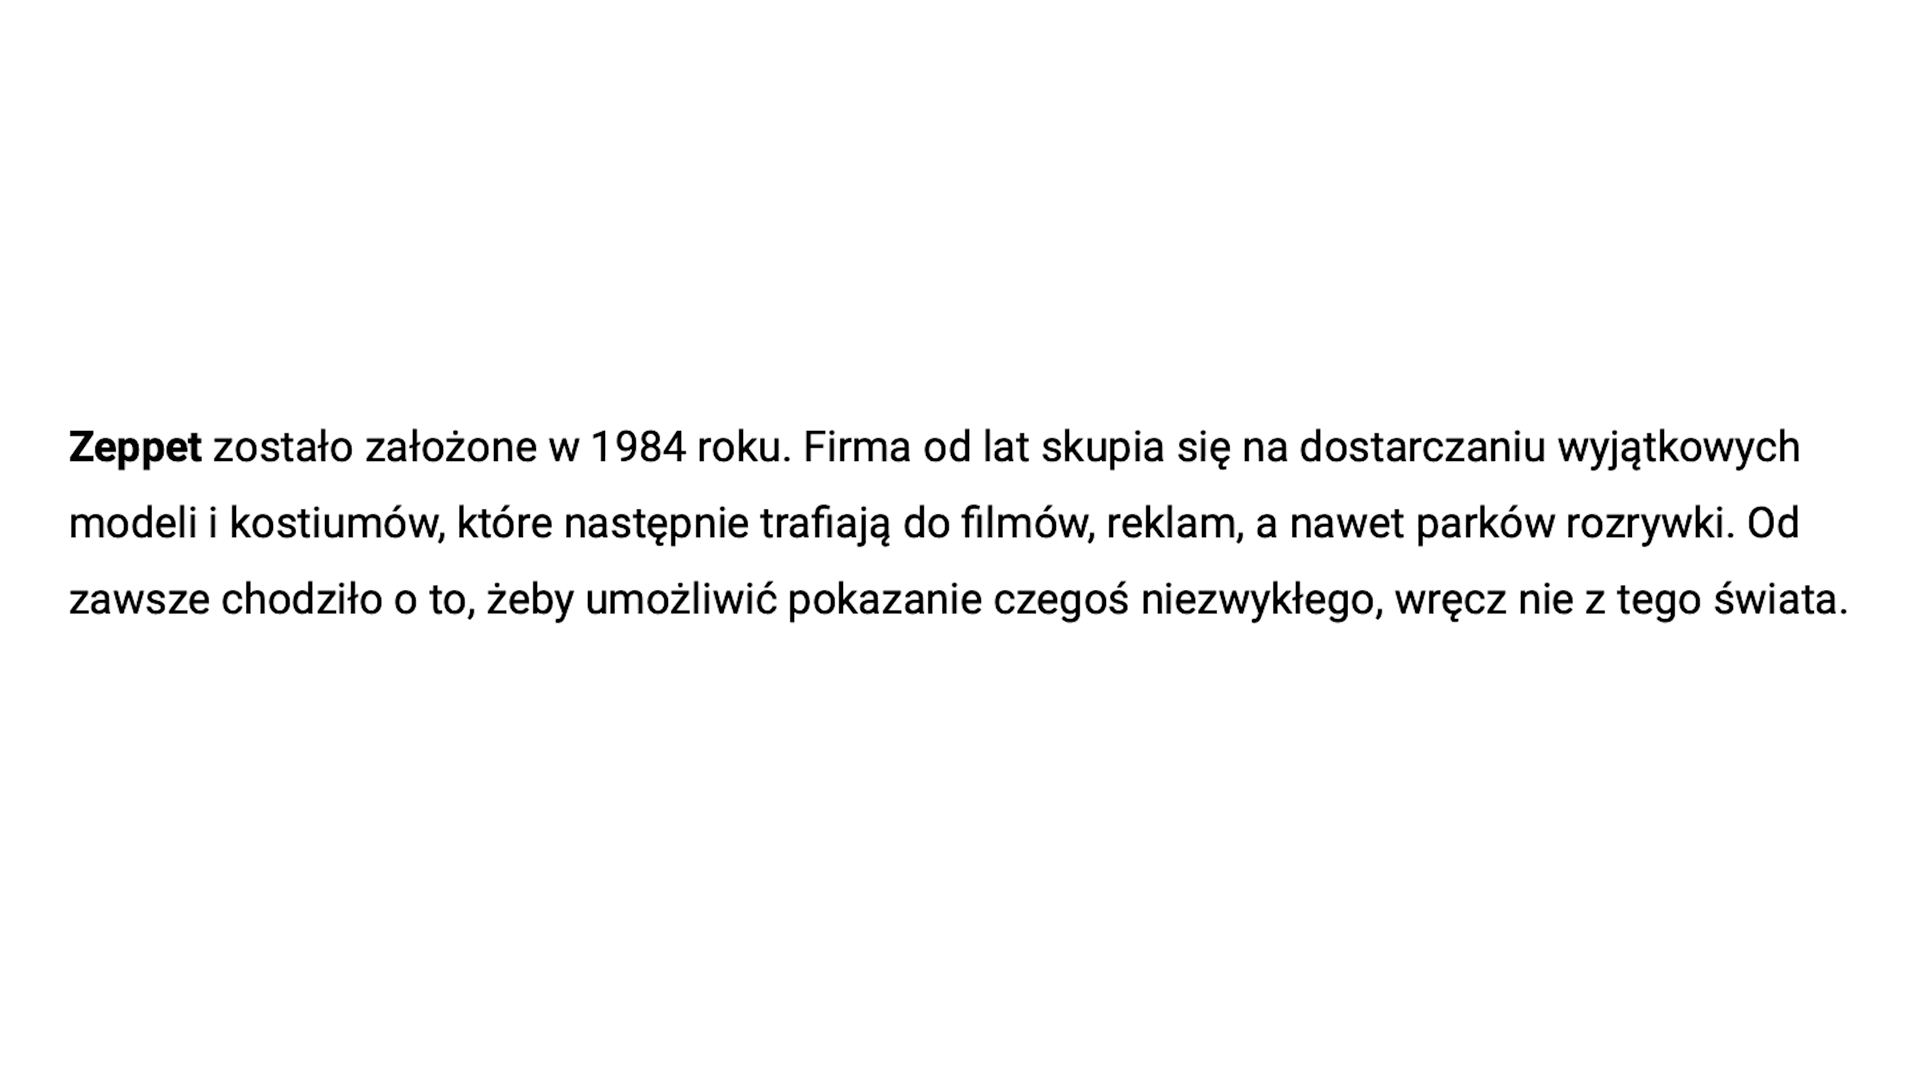 Zeppet zostało założone w 1984 roku. Firma od lat skupia się na dostarczaniu wyjątkowych
modeli i kostiumów, które następnie trafiają do filmów, reklam, a nawet parków rozrywki. Od
zawsze chodziło o to, żeby umożliwić pokazanie czegoś niezwykłego, wręcz nie z tego świata.